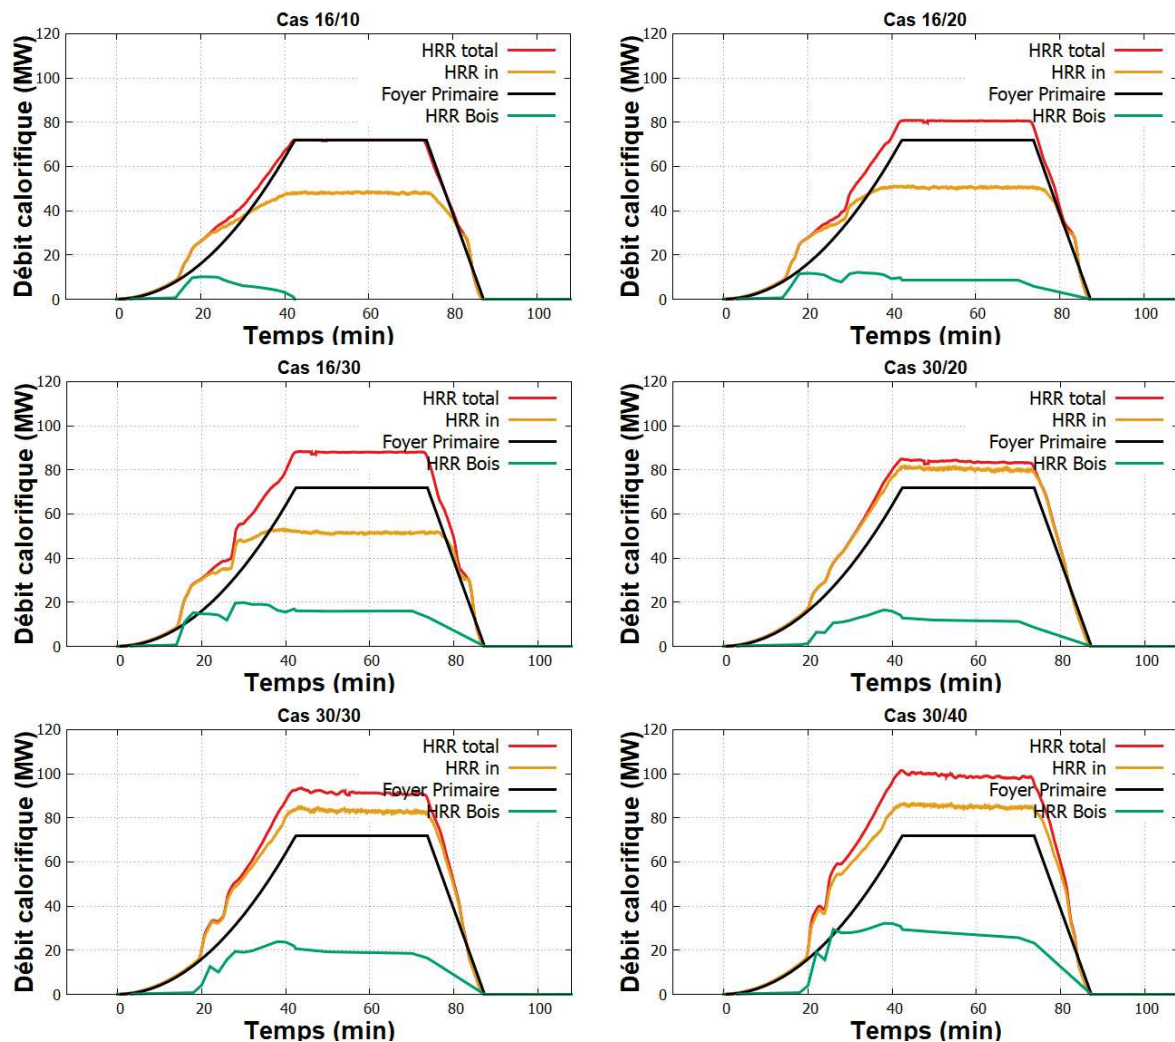 Cas 16/10
Débit calorifique (MW)
120
100
80
60
40
20
0
HRR total
HRR in
Foyer Primaire
HRR Bois
0 20 40 60 80 100
Temps (min)
Cas 16/20
Débit calorifique (MW)
120
100
80
60
40
20
0
HRR total
HRR in
Foyer Primaire
HRR Bois
0 20 40 60 80 100
Temps (min)
Cas 16/30
Débit calorifique (MW)
120
100
80
60
40
20
0
HRR total
HRR in
Foyer Primaire
HRR Bois
0 20 40 60 80 100
Temps (min)
Cas 30/20
Débit calorifique (MW)
120
100
80
60
40
20
0
HRR total
HRR in
Foyer Primaire
HRR Bois
0 20 40 60 80 100
Temps (min)
Cas 30/30
Débit calorifique (MW)
120
100
80
60
40
20
0
HRR total
HRR in
Foyer Primaire
HRR Bois
0 20 40 60 80 100
Temps (min)
Cas 30/40
Débit calorifique (MW)
120
100
80
60
40
20
0
HRR total
HRR in
Foyer Primaire
HRR Bois
0 20 40 60 80 100
Temps (min)